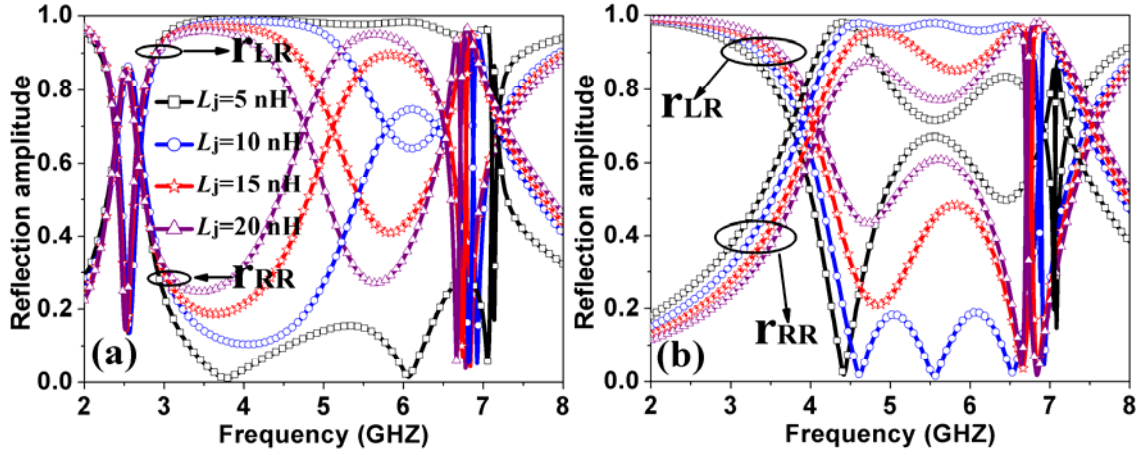 1.0
0.8
0.6
0.4
0.2
0.0
Reflection amplitude
rLR
Lj=5 nH
Lj=10 nH
Lj=15 nH
Lj=20 nH
rRR
(a)
2 3 4 5 6 7 8
Frequency (GHZ)
1.0
0.8
0.6
0.4
0.2
0.0
Reflection amplitude
rLR
rRR
(b)
2 3 4 5 6 7 8
Frequency (GHZ)